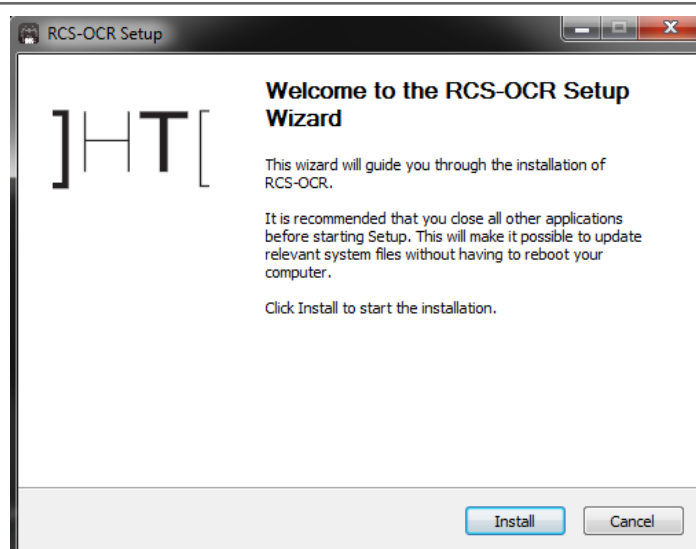 RCS-OCR Setup
]HT[
Welcome to the RCS-OCR Setup
Wizard
This wizard will guide you through the installation of
RCS-OCR.
It is recommended that you close all other applications
before starting Setup. This will make it possible to update
relevant system files without having to reboot your
computer.
Click Install to start the installation.
Install
Cancel